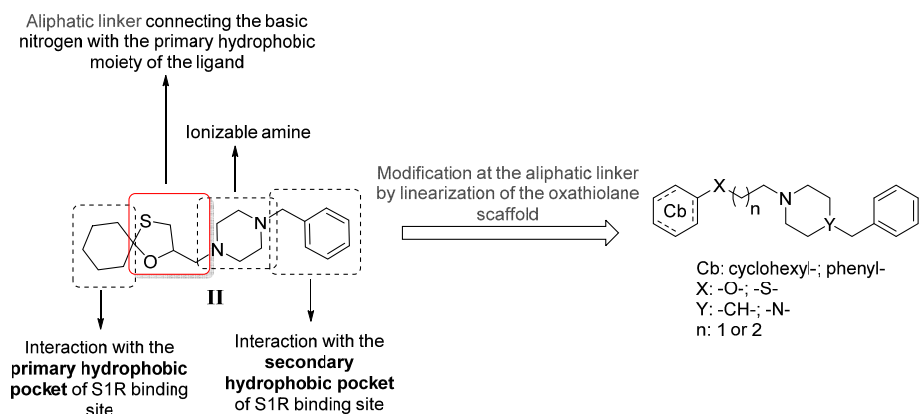 Aliphatic linker connecting the basic
nitrogen with the primary hydrophobic
moiety of the ligand
Ionizable amine
S
O
N
N
II
Interaction with the
primary hydrophobic
pocket of S1R binding
site
Interaction with the
secondary
hydrophobic pocket
of S1R binding site
Modification at the aliphatic linker
by linearization of the oxathiolane
scaffold
Cb
X
( )n
N
Y
Cb: cyclohexyl-; phenyl-
X: -O-; -S-
Y: -CH-; -N-
n: 1 or 2